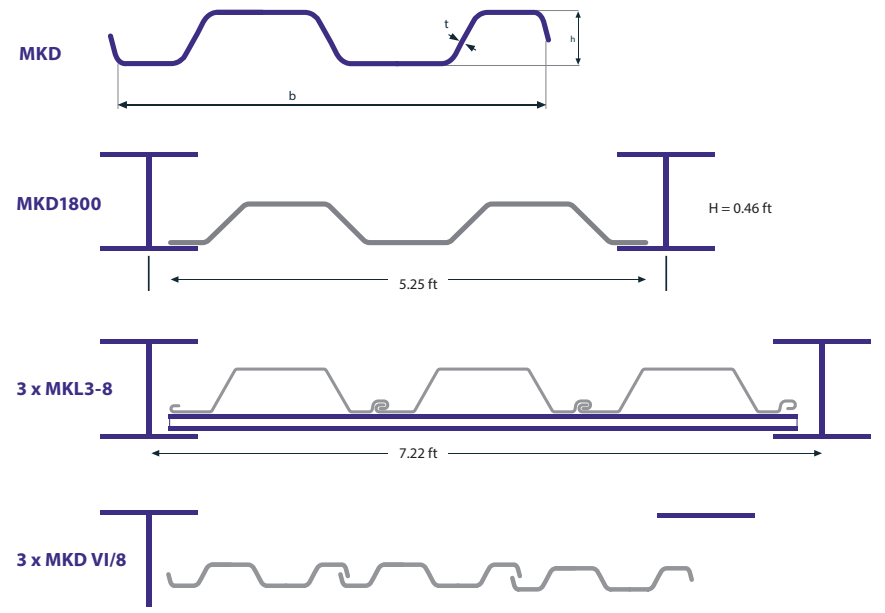 MKD
t
h
b
MKD1800
H = 0.46 ft
5.25 ft
3 x MKL3-8
7.22 ft
3 x MKD VI/8